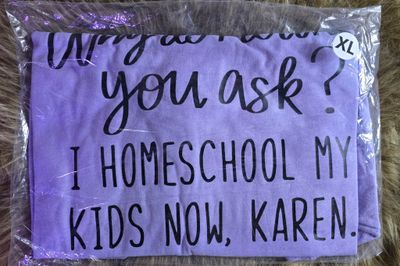 XL
you ask?
I HOMESCHOOL MY
KIDS NOW, KAREN.